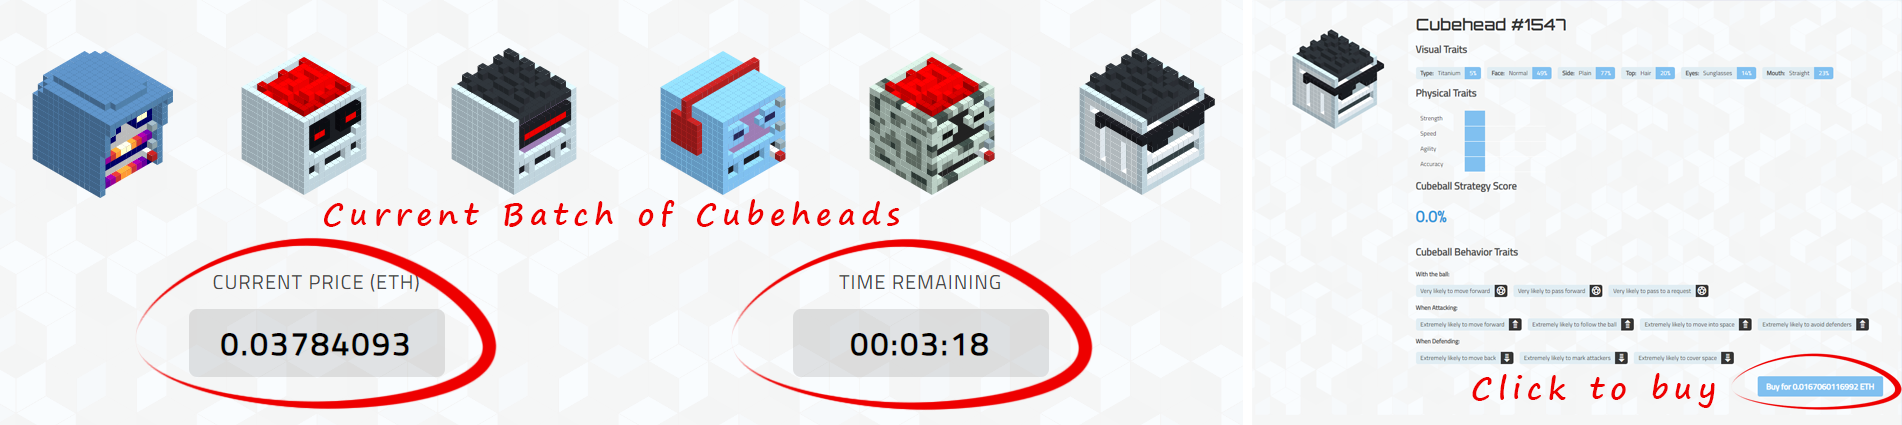 Current Batch of Cubeheads
CURRENT PRICE (ETH)
0.03784093
TIME REMAINING
00:03:18
Cubehead #1547
Visual Traits
Type: Titanium 5% Face: Normal 49% Side: Plain 77% Top: Hair 20% Eyes: Sunglasses 14% Mouth: Straight 23%
Physical Traits
Strength
Speed
Agility
Accuracy
Cubeball Strategy Score
0.0%
Cubeball Behavior Traits
With the ball:
Very likely to move forward Very likely to pass forward Very likely to pass to a request
When Attacking:
Extremely likely to move forward Extremely likely to follow the ball Extremely likely to move into space Extremely likely to avoid defenders
When Defending:
Extremely likely to move back Extremely likely to mark attackers Extremely likely to cover space
Click to buy
Buy for 0.0167060116992 ETH